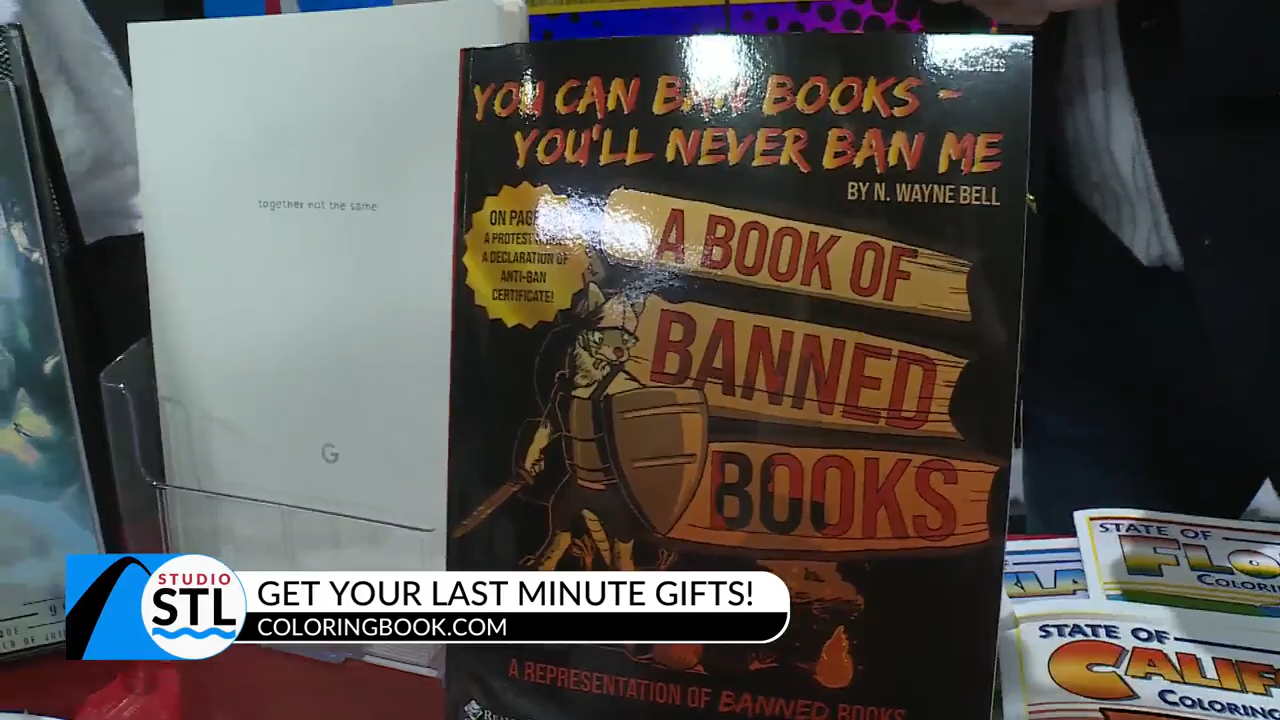 together not the same
G
YOU CAN BAN BOOKS -
YOU'LL NEVER BAN ME
BY N. WAYNE BELL
ON PAGE
A PROTEST
A DECLARATION OF
ANTI-BAN
CERTIFICATE!
A BOOK OF
BANNED
BOOKS
A REPRESENTATION OF BANNED BOOKS
STATE OF
FLO
COLORI
STATE OF
CALIF
COLORING
STUDIO
STL
GET YOUR LAST MINUTE GIFTS!
COLORINGBOOK.COM